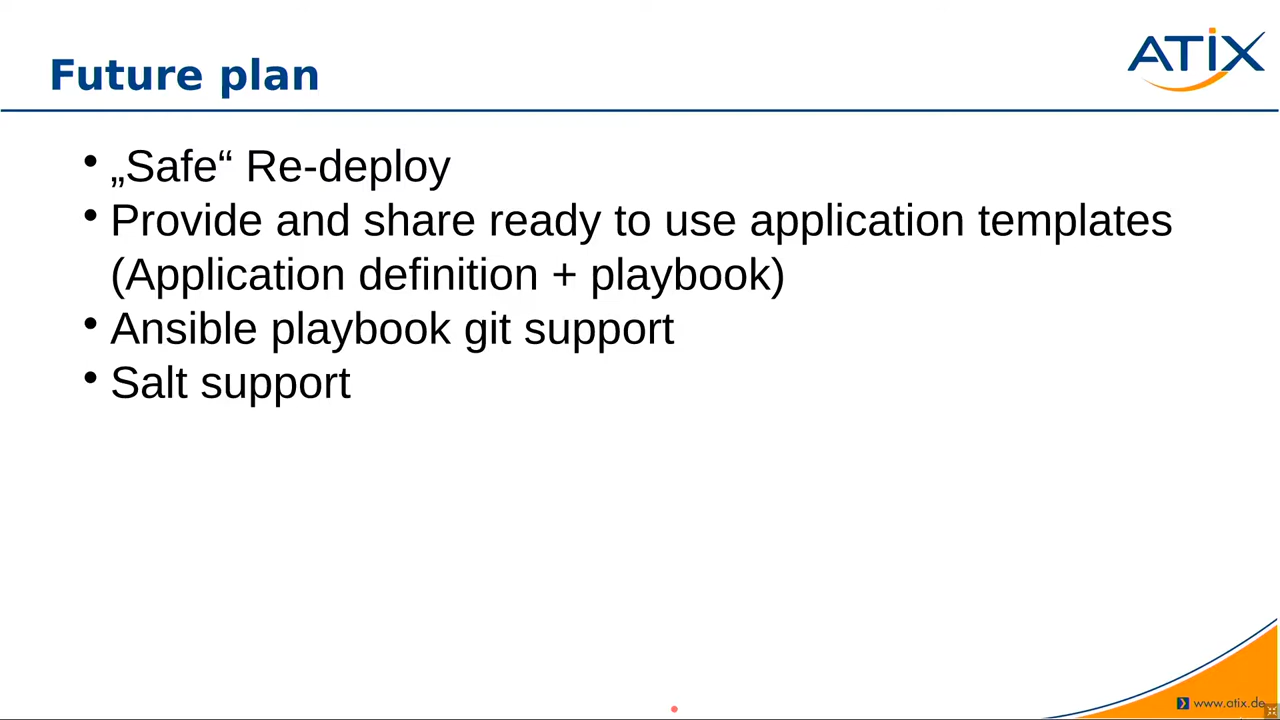 ATIX
Future plan
• „Safe“ Re-deploy
• Provide and share ready to use application templates
(Application definition + playbook)
• Ansible playbook git support
• Salt support
www.atix.de